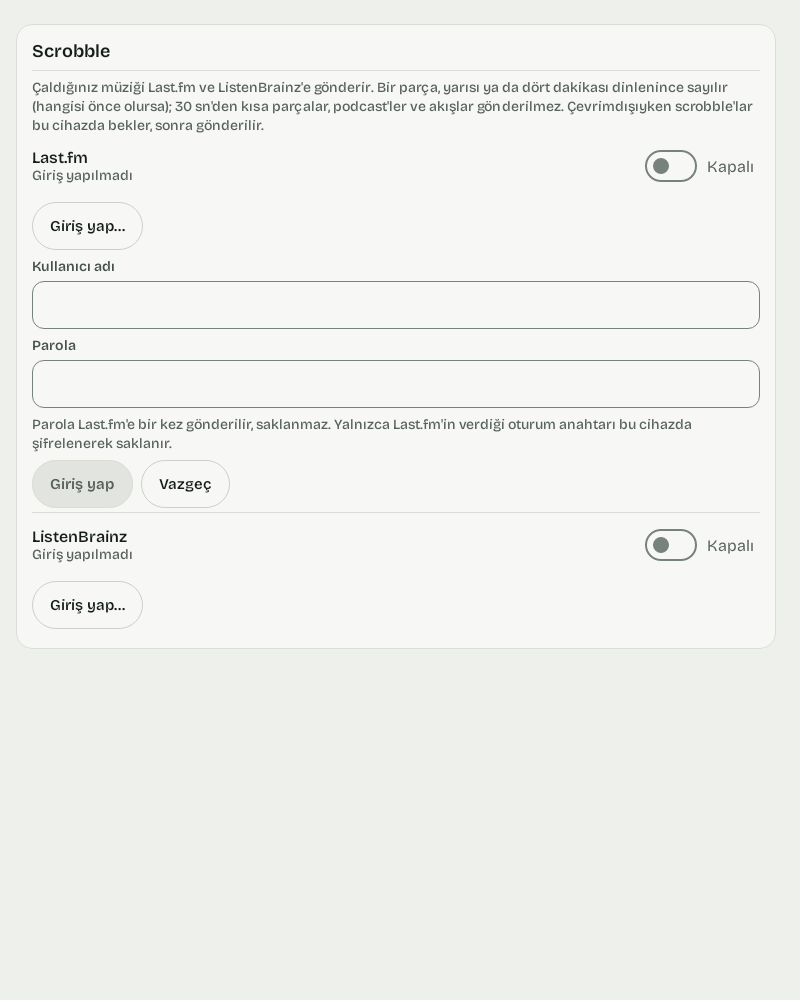 Scrobble
Çaldığınız müziği Last.fm ve ListenBrainz'e gönderir. Bir parça, yarısı ya da dört dakikası dinlenince sayılır
(hangisi önce olursa); 30 sn'den kısa parçalar, podcast'ler ve akışlar gönderilmez. Çevrimdışıyken scrobble'lar
bu cihazda bekler, sonra gönderilir.
Last.fm
Kapalı
Giriş yapılmadı
Giriş yap…
Kullanıcı adı
Parola
Parola Last.fm'e bir kez gönderilir, saklanmaz. Yalnızca Last.fm'in verdiği oturum anahtarı bu cihazda
şifrelenerek saklanır.
Giriş yap
Vazgeç
ListenBrainz
Kapalı
Giriş yapılmadı
Giriş yap…